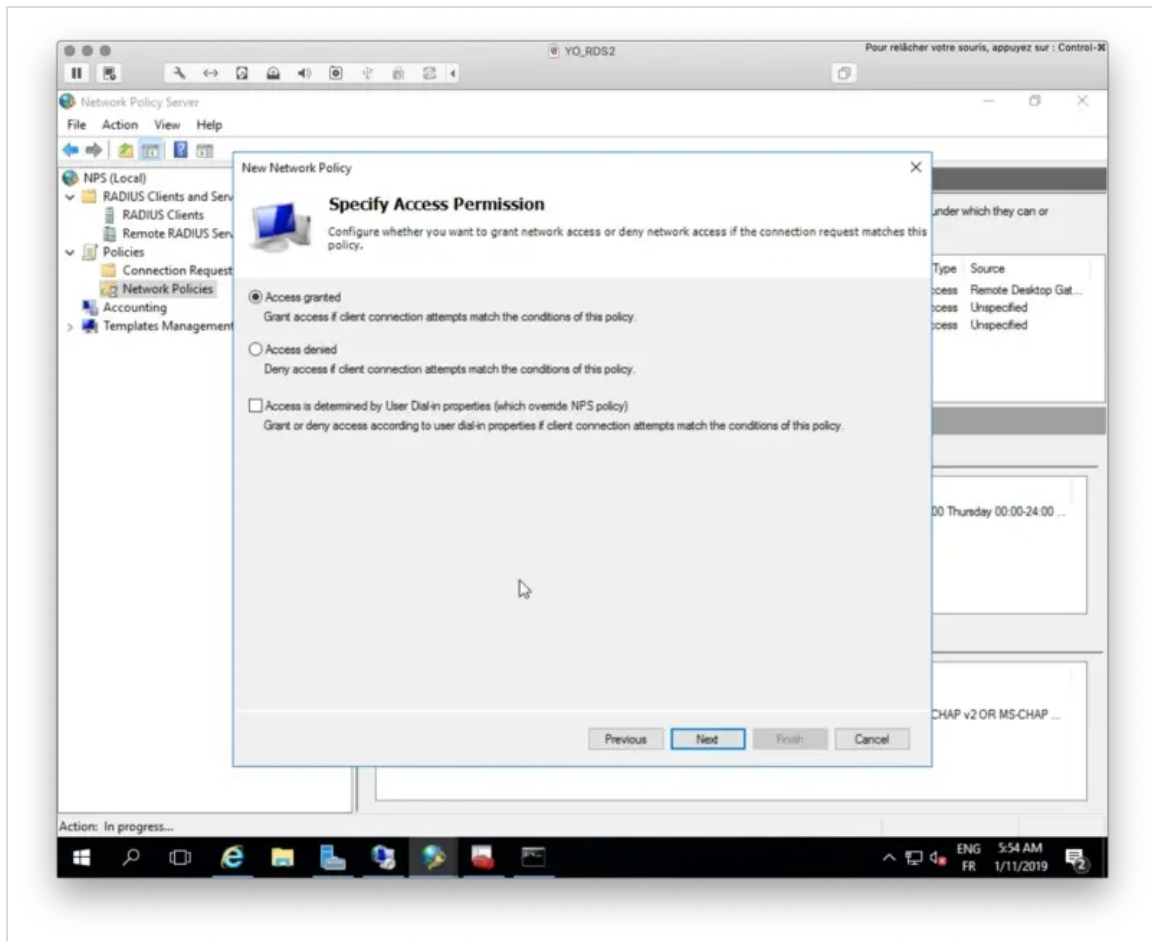 YO_RDS2
Pour relâcher votre souris, appuyez sur : Control-⌘
Network Policy Server
File Action View Help
NPS (Local)
RADIUS Clients and Serv
RADIUS Clients
Remote RADIUS Serv
Policies
Connection Request
Network Policies
Accounting
Templates Management
New Network Policy
Specify Access Permission
Configure whether you want to grant network access or deny network access if the connection request matches this
policy.
Access granted
Grant access if client connection attempts match the conditions of this policy.
Access denied
Deny access if client connection attempts match the conditions of this policy.
Access is determined by User Dial-in properties (which override NPS policy)
Grant or deny access according to user dial-in properties if client connection attempts match the conditions of this policy.
Previous Next Finish Cancel
under which they can or
Type Source
ccess Remote Desktop Gat...
ccess Unspecified
ccess Unspecified
00 Thursday 00:00-24:00 ...
CHAP v2 OR MS-CHAP ...
Action: In progress...
ENG 5:54 AM
FR 1/11/2019
2